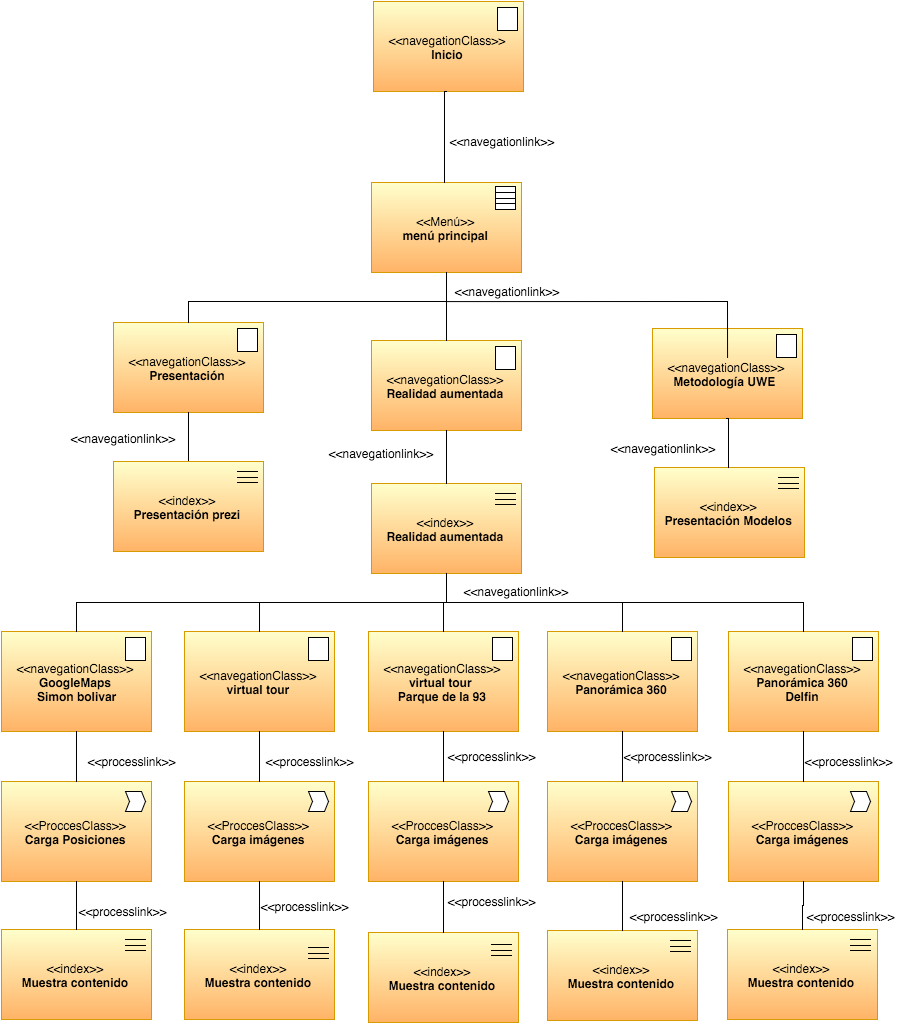 <<navegationClass>>
Inicio
<<navegationlink>>
<<Menú>>
menú principal
<<navegationlink>>
<<navegationClass>>
Presentación
<<navegationClass>>
Realidad aumentada
<<navegationClass>>
Metodología UWE
<<navegationlink>>
<<navegationlink>>
<<navegationlink>>
<<index>>
Presentación prezi
<<index>>
Realidad aumentada
<<index>>
Presentación Modelos
<<navegationlink>>
<<navegationClass>>
GoogleMaps
Simon bolivar
<<navegationClass>>
virtual tour
<<navegationClass>>
virtual tour
Parque de la 93
<<navegationClass>>
Panorámica 360
<<navegationClass>>
Panorámica 360
Delfin
<<processlink>>
<<processlink>>
<<processlink>>
<<processlink>>
<<processlink>>
<<ProccesClass>>
Carga Posiciones
<<ProccesClass>>
Carga imágenes
<<ProccesClass>>
Carga imágenes
<<ProccesClass>>
Carga imágenes
<<ProccesClass>>
Carga imágenes
<<processlink>>
<<processlink>>
<<processlink>>
<<processlink>>
<<processlink>>
<<index>>
Muestra contenido
<<index>>
Muestra contenido
<<index>>
Muestra contenido
<<index>>
Muestra contenido
<<index>>
Muestra contenido